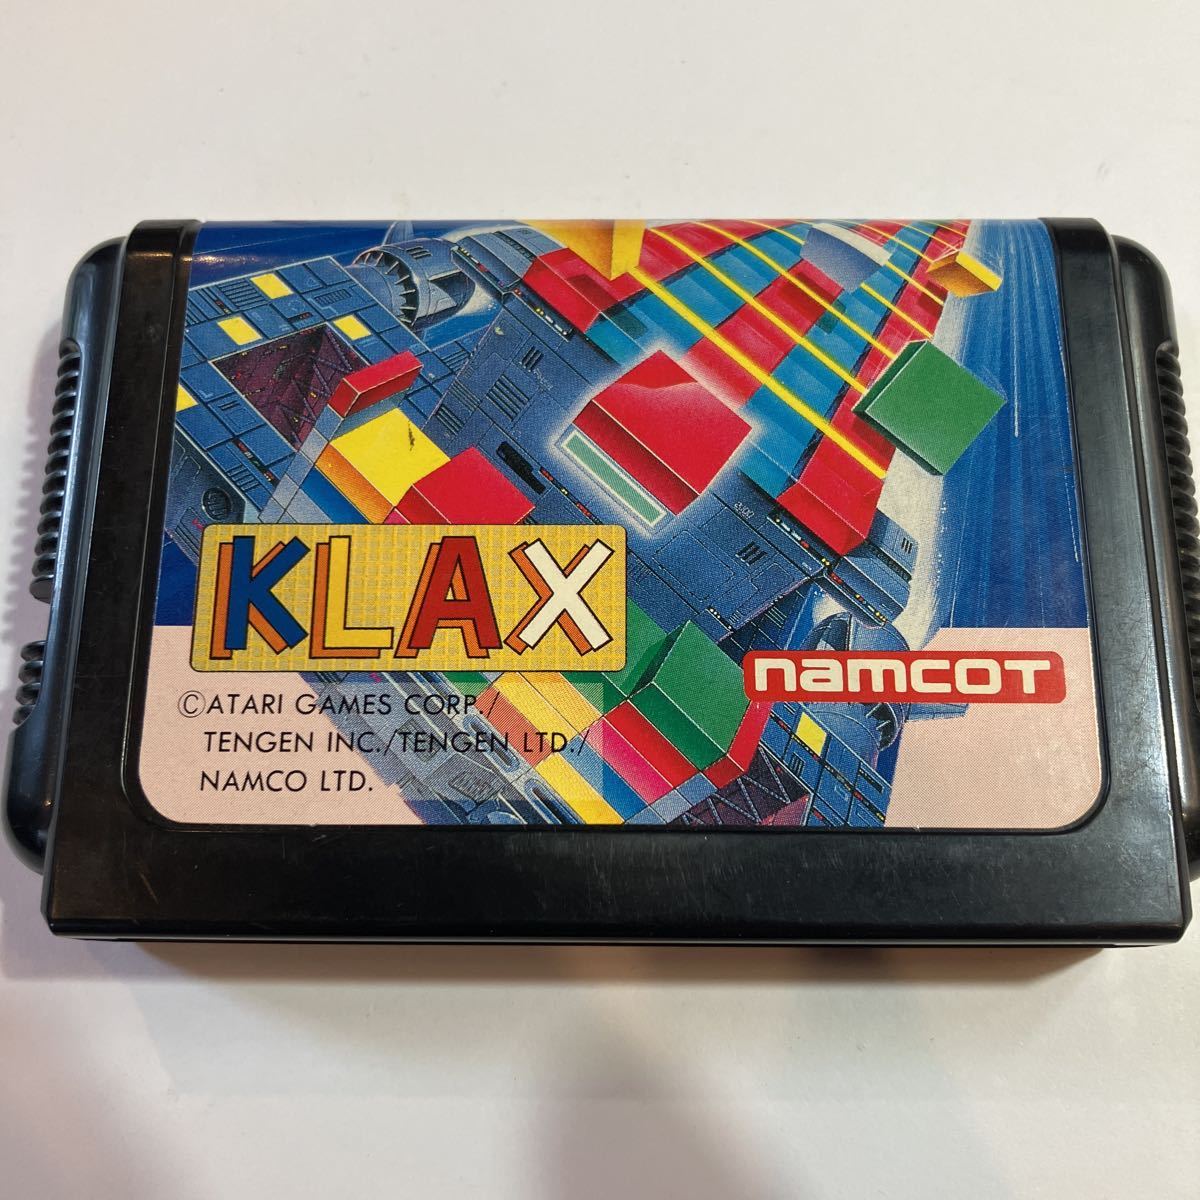 KLAX
©ATARI GAMES CORP./
TENGEN INC./TENGEN LTD./
NAMCO LTD.
namcot